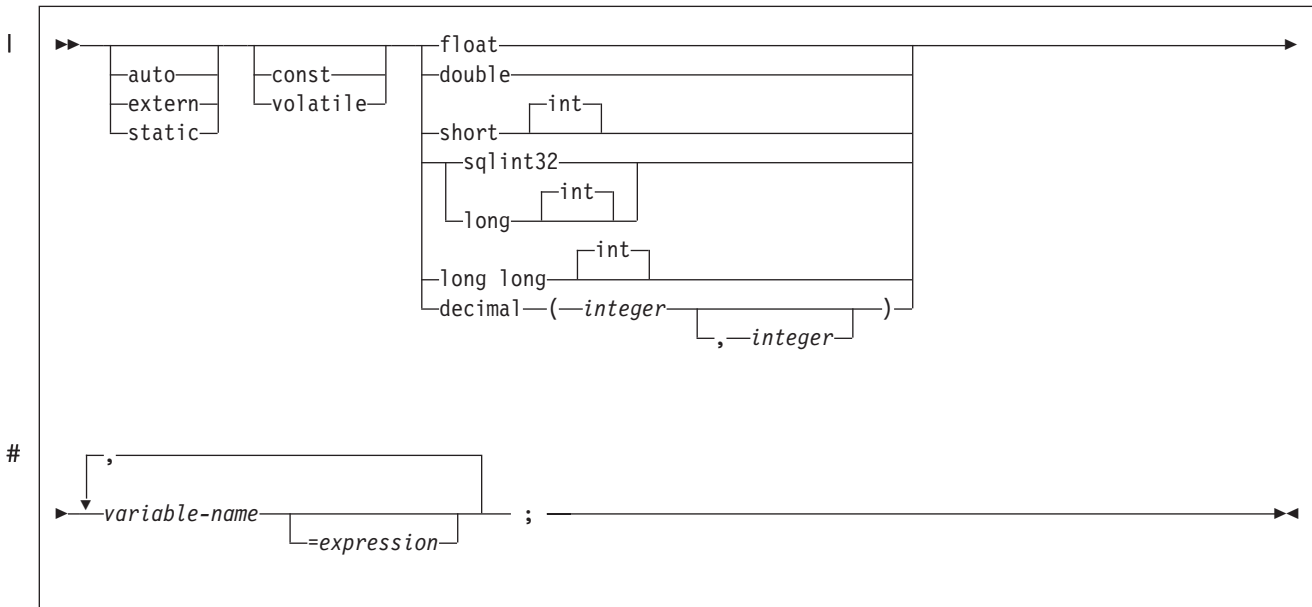 | float
auto const double
extern volatile int
static short
sqlint32
int
long
int
long long
decimal ( integer )
, integer
# ,
variable-name ;
=expression